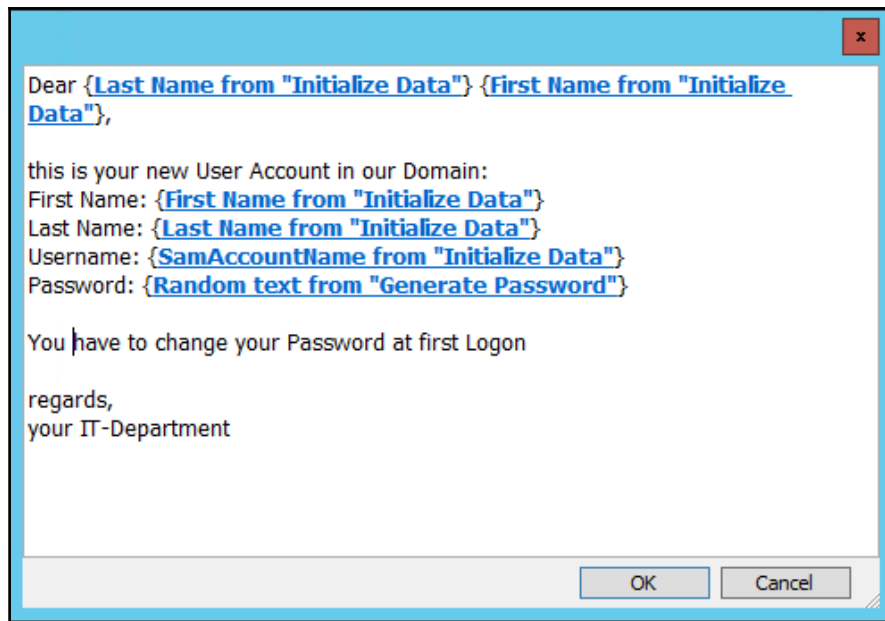 x
Dear {Last Name from "Initialize Data"} {First Name from "Initialize
Data"},
this is your new User Account in our Domain:
First Name: {First Name from "Initialize Data"}
Last Name: {Last Name from "Initialize Data"}
Username: {SamAccountName from "Initialize Data"}
Password: {Random text from "Generate Password"}
You have to change your Password at first Logon
regards,
your IT-Department
OK Cancel